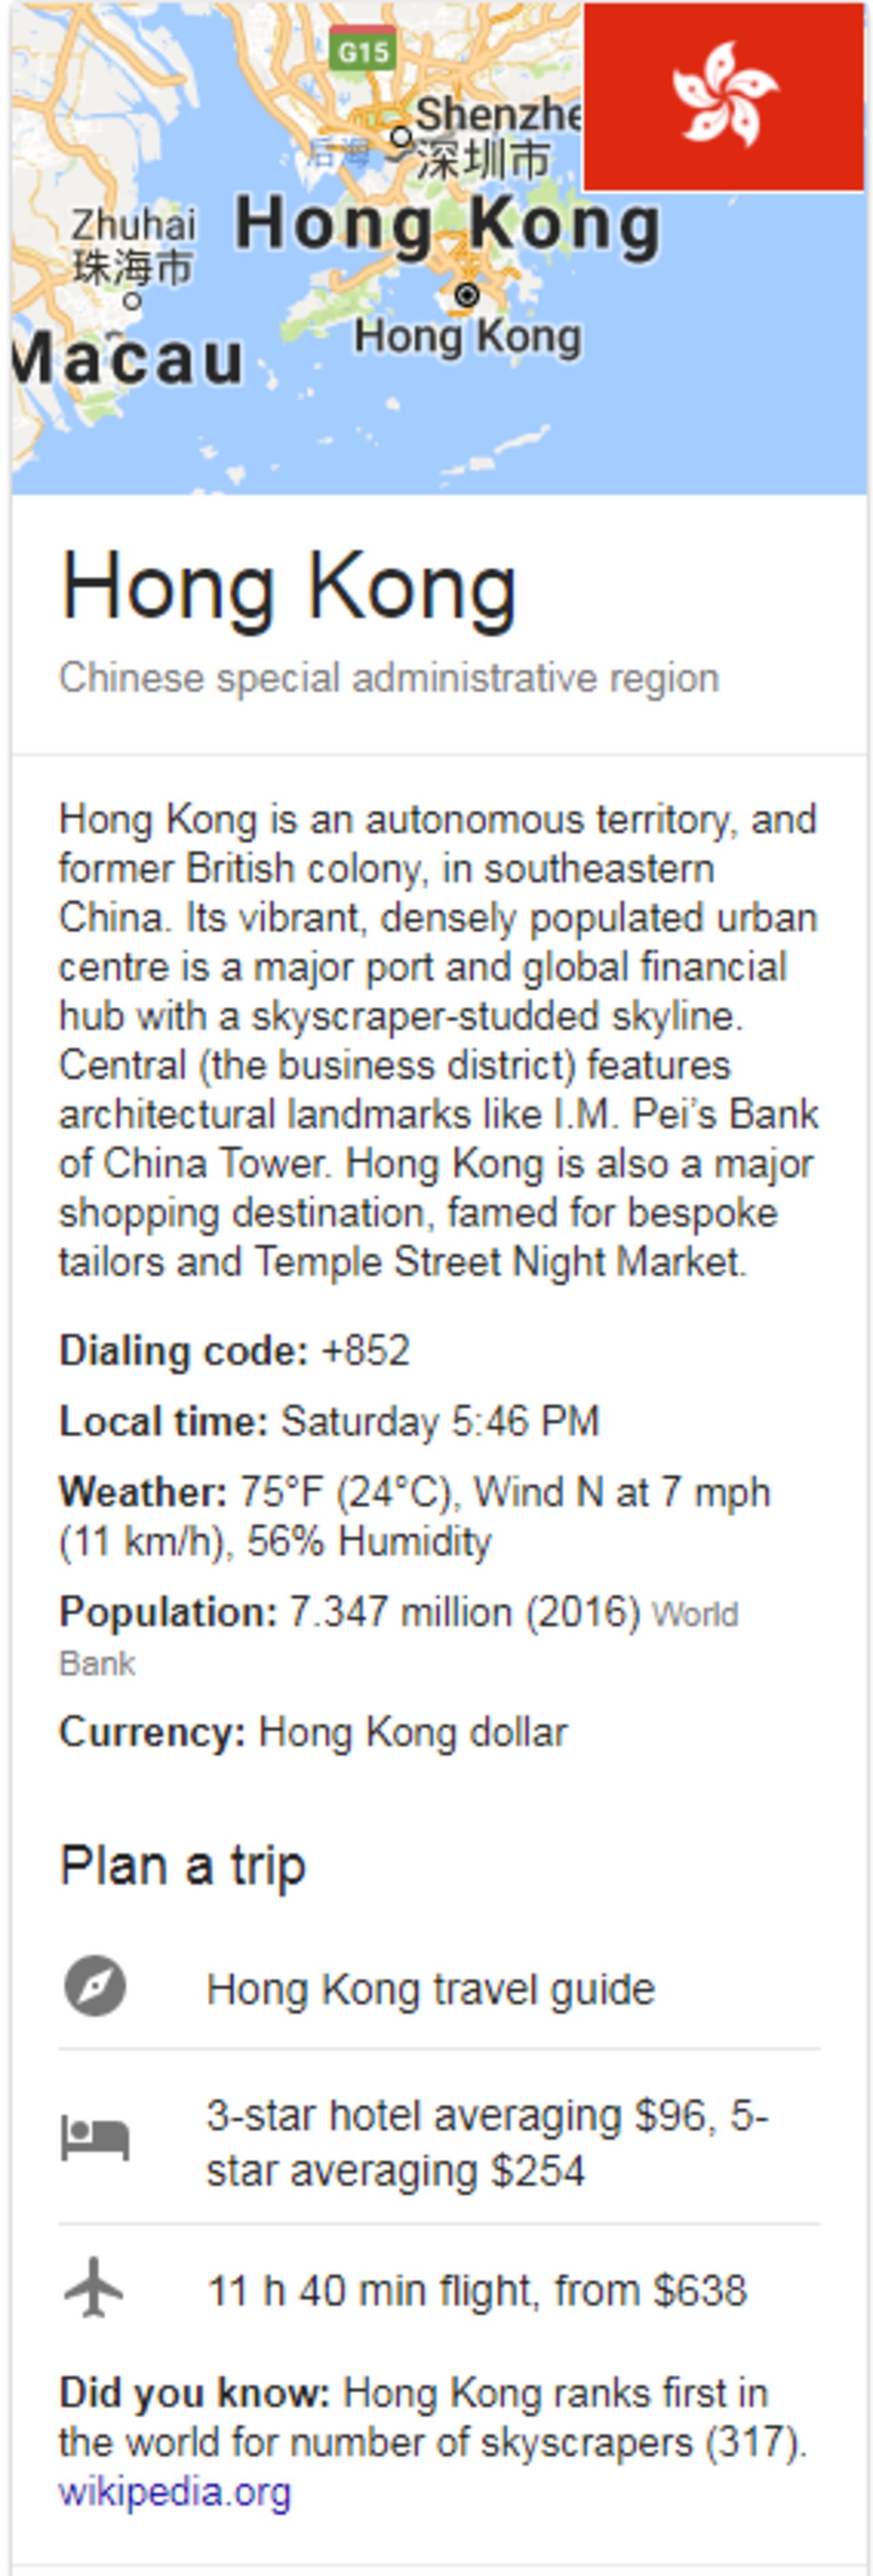 G15
Shenzhe
深圳市
后海
Hong Kong
Zhuhai
珠海市
Hong Kong
Macau
Hong Kong
Chinese special administrative region
Hong Kong is an autonomous territory, and
former British colony, in southeastern
China. Its vibrant, densely populated urban
centre is a major port and global financial
hub with a skyscraper-studded skyline.
Central (the business district) features
architectural landmarks like I.M. Pei’s Bank
of China Tower. Hong Kong is also a major
shopping destination, famed for bespoke
tailors and Temple Street Night Market.
Dialing code: +852
Local time: Saturday 5:46 PM
Weather: 75°F (24°C), Wind N at 7 mph
(11 km/h), 56% Humidity
Population: 7.347 million (2016) World
Bank
Currency: Hong Kong dollar
Plan a trip
Hong Kong travel guide
3-star hotel averaging $96, 5-
star averaging $254
11 h 40 min flight, from $638
Did you know: Hong Kong ranks first in
the world for number of skyscrapers (317).
wikipedia.org